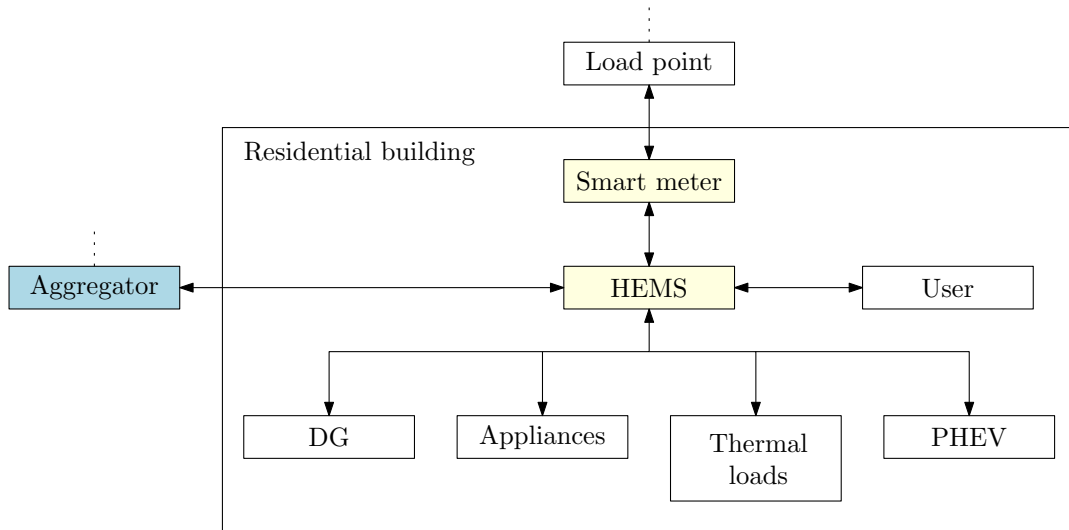 Load point
Residential building
Smart meter
Aggregator
HEMS
User
DG
Appliances
Thermal
loads
PHEV